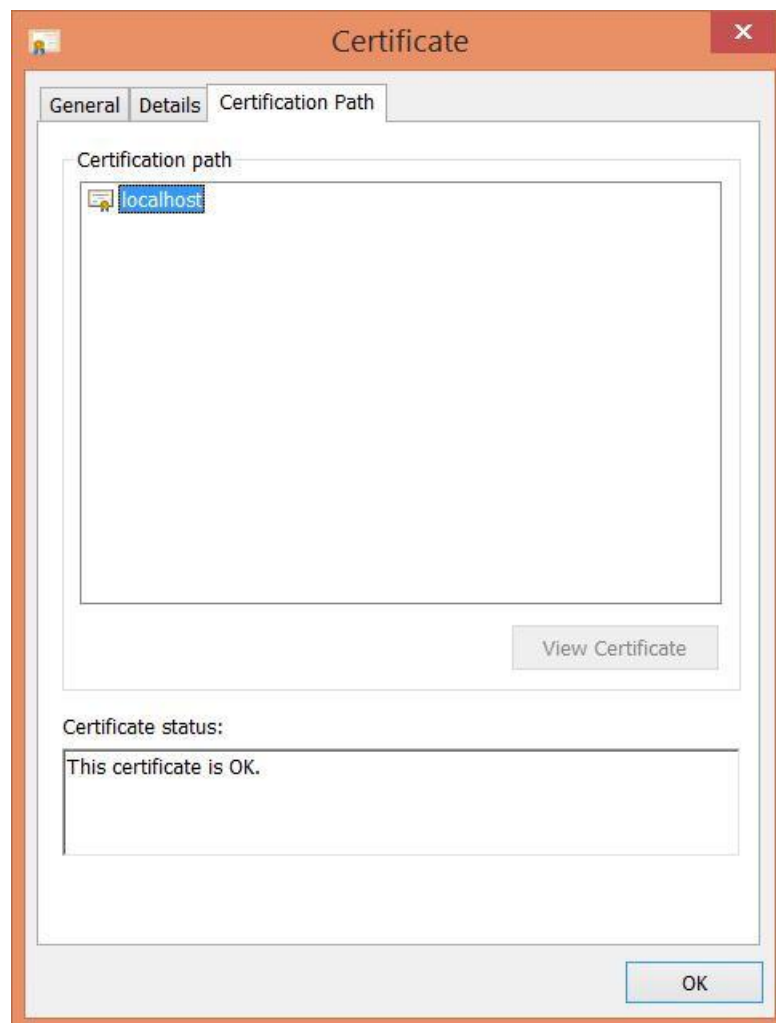 Certificate
General Details Certification Path
Certification path
localhost
View Certificate
Certificate status:
This certificate is OK.
OK